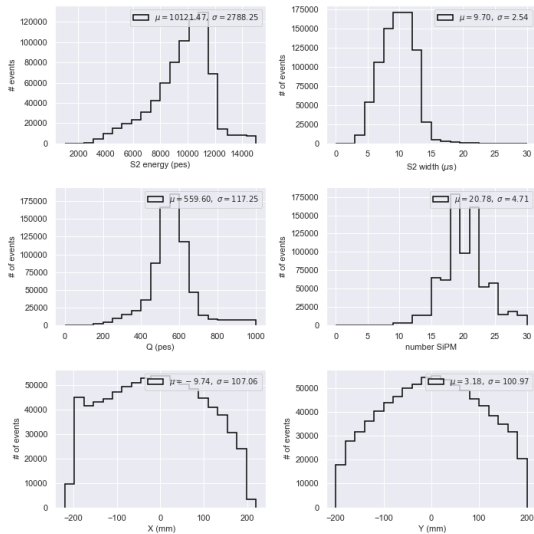 120000
100000
80000
60000
40000
20000
0
# of events
μ=10121.47, σ=2788.25
2000 4000 6000 8000 10000 12000 14000
S2 energy (pes)
175000
150000
125000
100000
75000
50000
25000
0
# of events
μ=9.70, σ=2.54
0 5 10 15 20 25 30
S2 width (μs)
175000
150000
125000
100000
75000
50000
25000
0
# of events
μ=559.60, σ=117.25
0 200 400 600 800 1000
Q (pes)
175000
150000
125000
100000
75000
50000
25000
0
# of events
μ=20.78, σ=4.71
0 5 10 15 20 25 30
number SiPM
50000
40000
30000
20000
10000
0
# of events
μ=−9.74, σ=107.06
−200 −100 0 100 200
X (mm)
50000
40000
30000
20000
10000
0
# of events
μ=3.18, σ=100.97
−200 −100 0 100 200
Y (mm)